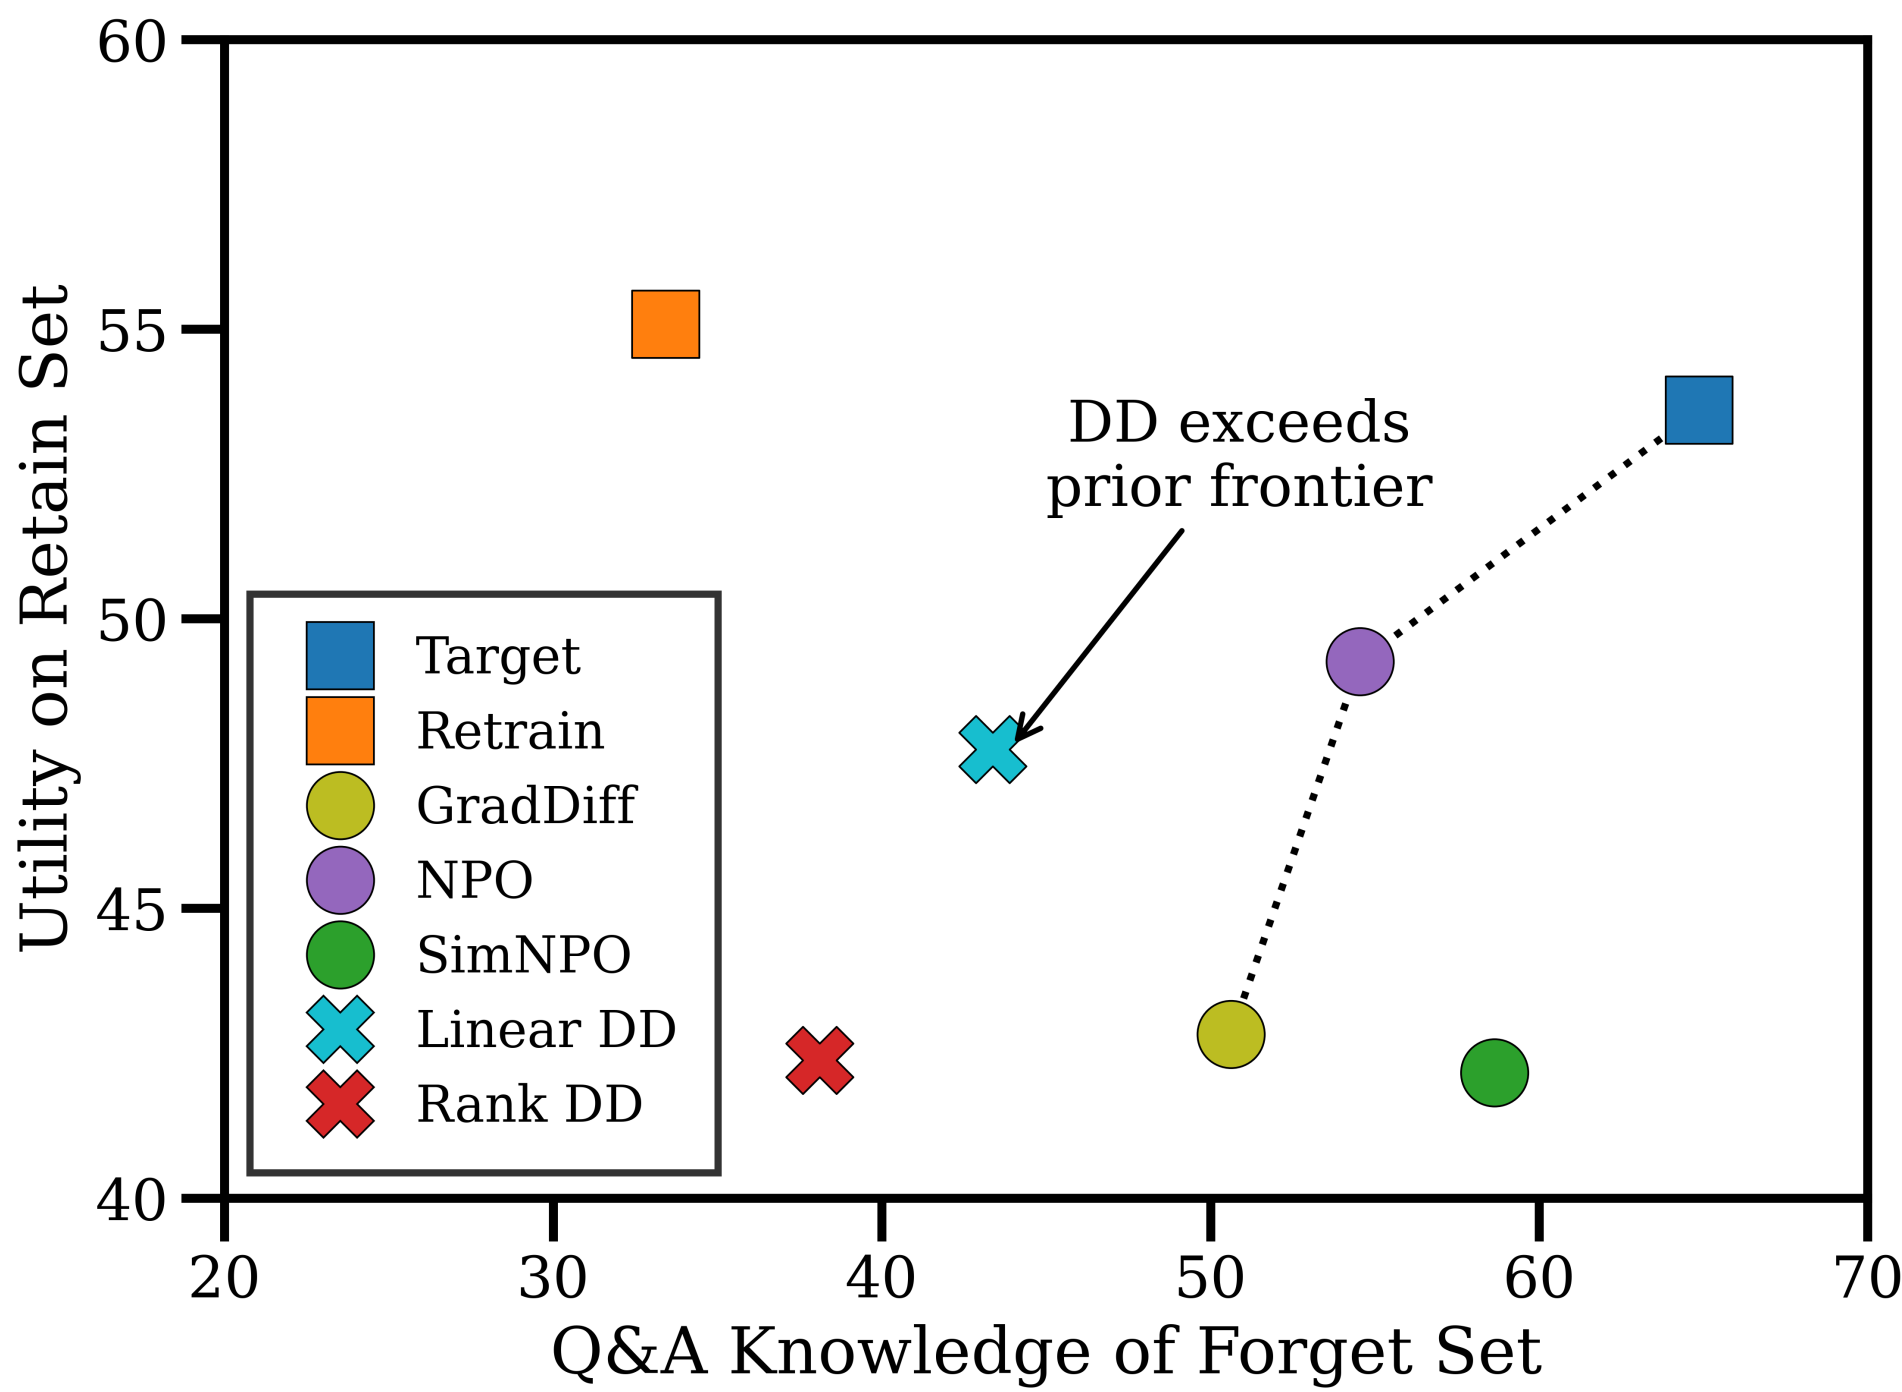 60
55
50
45
40
Utility on Retain Set
DD exceeds
prior frontier
Target
Retrain
GradDiff
NPO
SimNPO
Linear DD
Rank DD
20 30 40 50 60 70
Q&A Knowledge of Forget Set